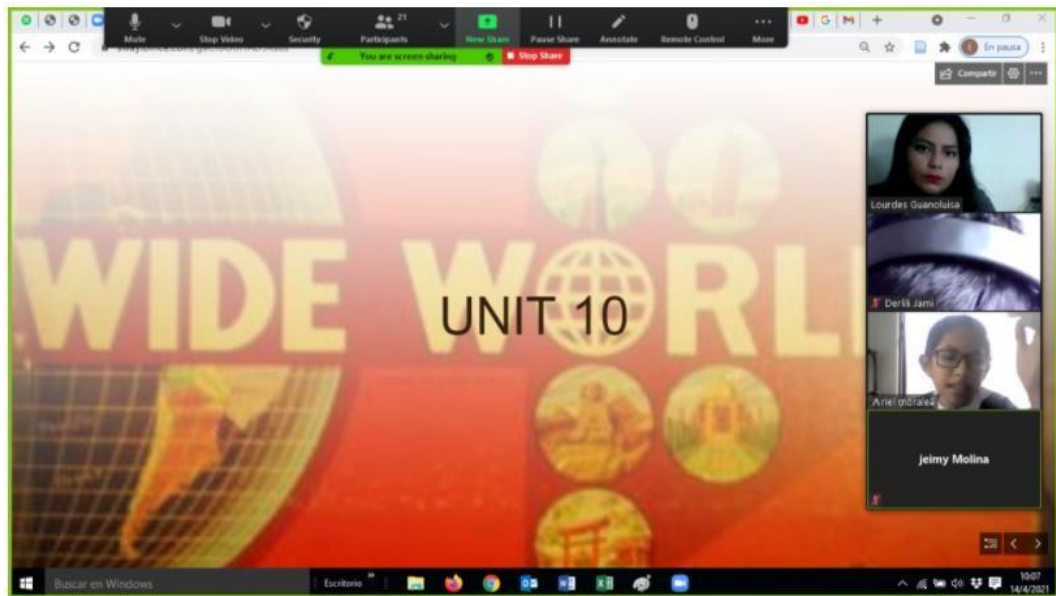 21
Mute
Stop Video
Security
Participants
New Share
Pause Share
Annotate
Remote Control
More
You are screen sharing
Stop Share
En pausa
Compartir
WIDE WORL
UNIT 10
Lourdes Guanoluisa
Derlis Jami
Ariel morales
jeimy Molina
Buscar en Windows
Escritorio
10:07
14/4/2021